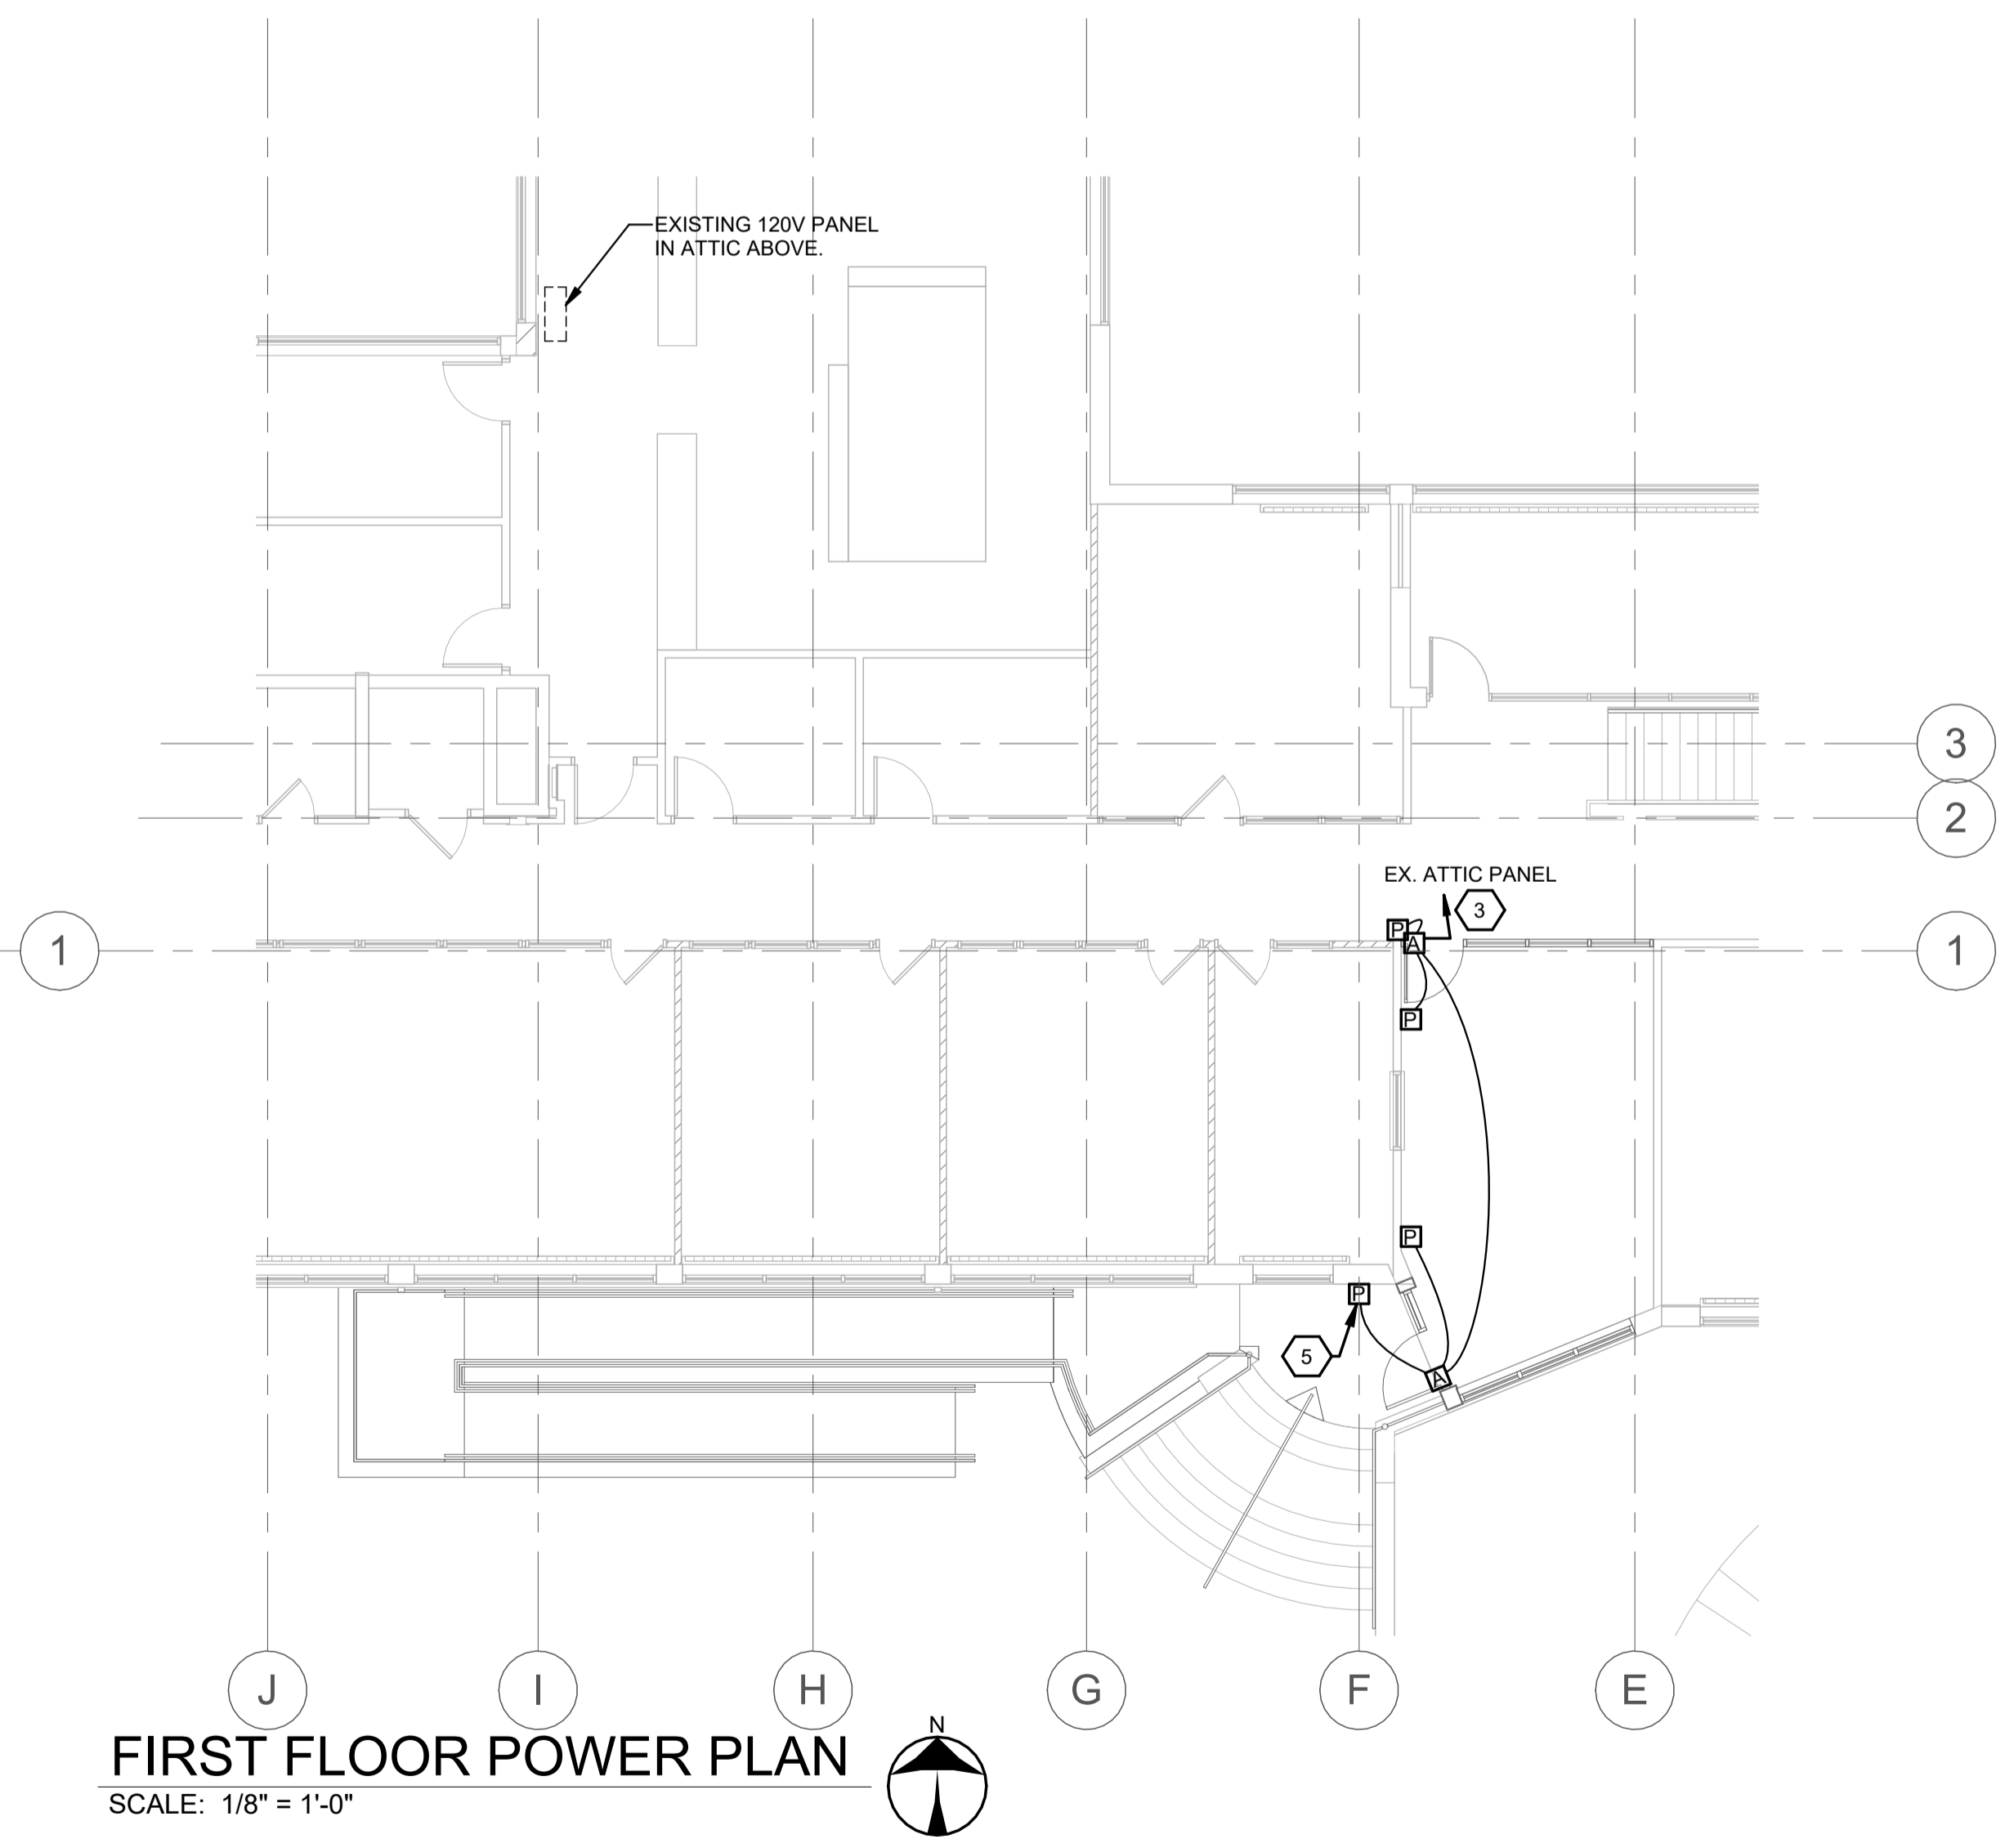 EXISTING 120V PANEL
IN ATTIC ABOVE.
3
2
EX. ATTIC PANEL
3
P
A
1
1
P
P
P
5
A
J
I
H
G
F
E
FIRST FLOOR POWER PLAN
N
SCALE: 1/8" = 1'-0"